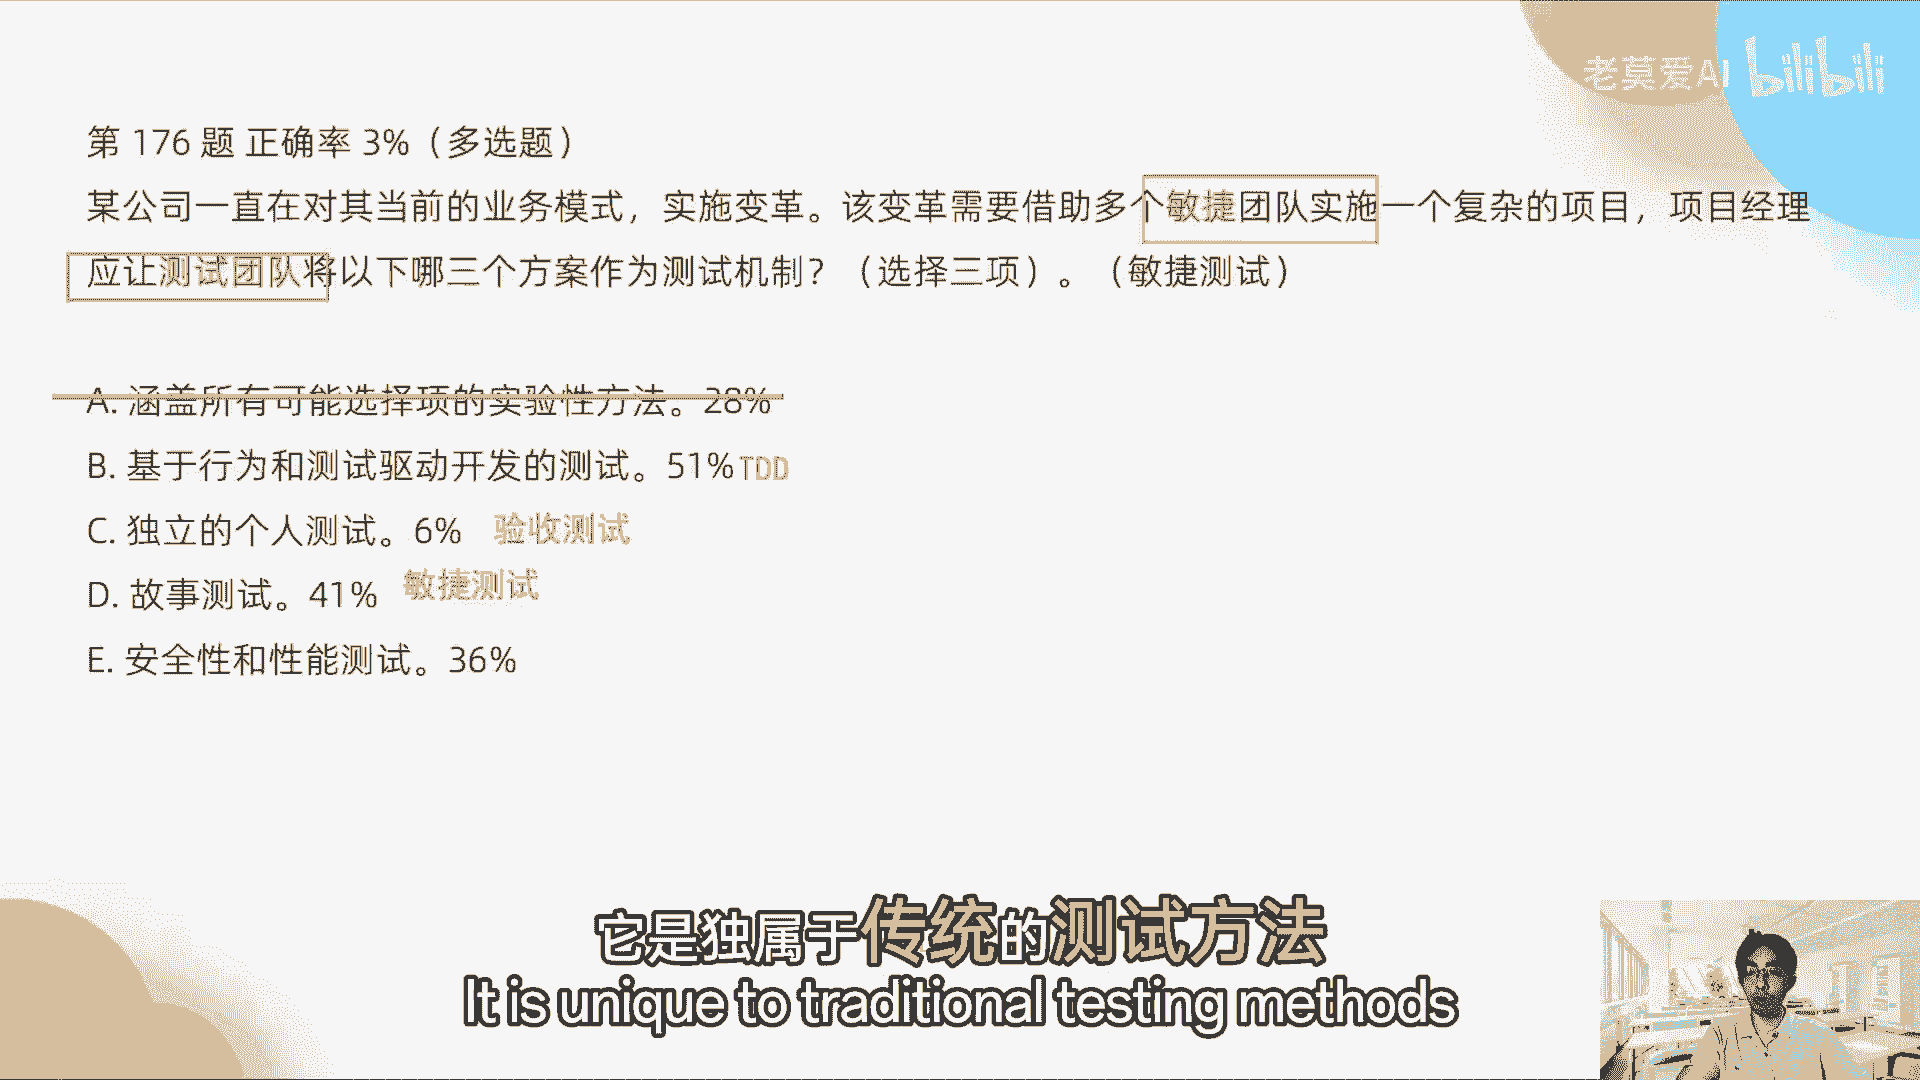 老莫爱AI bilibili
第 176 题 正确率 3%（多选题）
某公司一直在对其当前的业务模式，实施变革。该变革需要借助多个敏捷团队实施一个复杂的项目，项目经理
应让测试团队将以下哪三个方案作为测试机制？（选择三项）。（敏捷测试）
A. 涵盖所有可能选择项的实验性方法。28%
B. 基于行为和测试驱动开发的测试。51% TDD
C. 独立的个人测试。6% 验收测试
D. 故事测试。41% 敏捷测试
E. 安全性和性能测试。36%
它是独属于传统的测试方法
It is unique to traditional testing methods